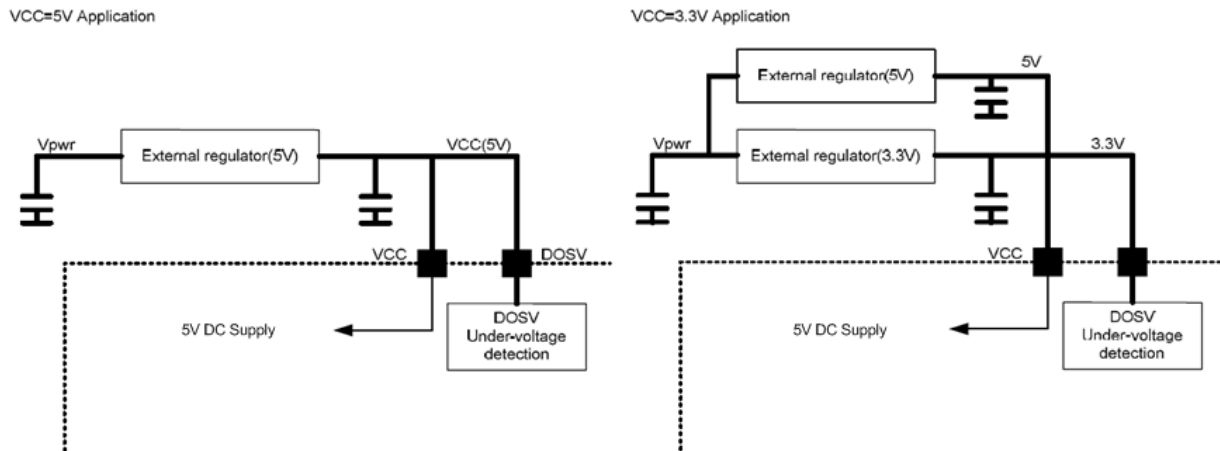 VCC=5V Application
Vpwr
External regulator(5V)
VCC(5V)
VCC
DOSV
5V DC Supply
DOSV
Under-voltage
detection
VCC=3.3V Application
External regulator(5V)
5V
Vpwr
External regulator(3.3V)
3.3V
VCC
5V DC Supply
DOSV
Under-voltage
detection